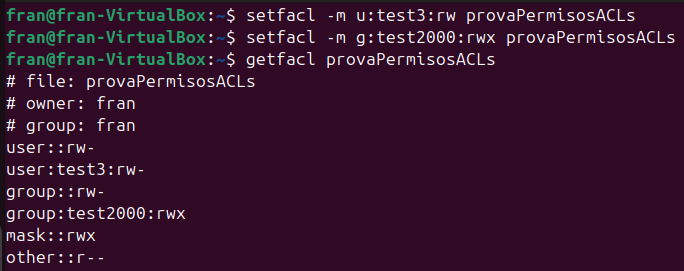 fran@fran-VirtualBox:~$ setfacl -m u:test3:rw provaPermisosACLs
fran@fran-VirtualBox:~$ setfacl -m g:test2000:rwx provaPermisosACLs
fran@fran-VirtualBox:~$ getfacl provaPermisosACLs
# file: provaPermisosACLs
# owner: fran
# group: fran
user::rw-
user:test3:rw-
group::rw-
group:test2000:rwx
mask::rwx
other::r--